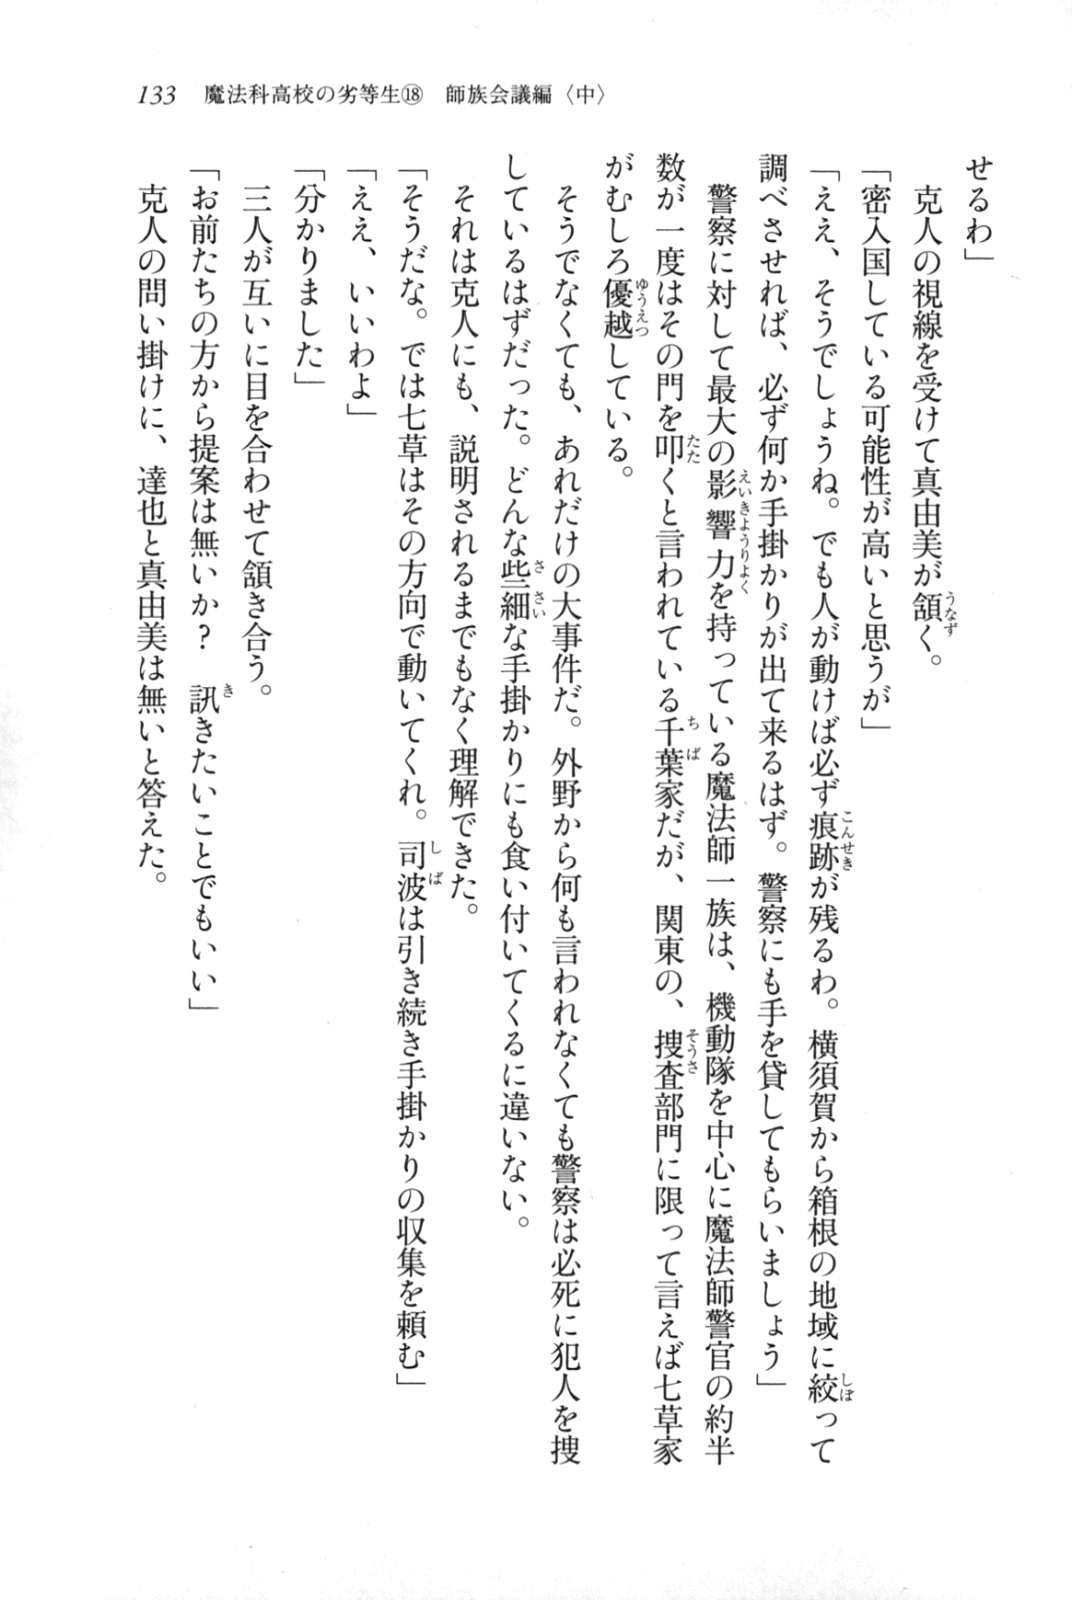 133　魔法科高校の劣等生⑱　師族会議編〈中〉
せるわ」
　克人の視線を受けて真由美が頷く。
「密入国している可能性が高いと思うが」
「ええ、そうでしょうね。でも人が動けば必ず痕跡が残るわ。横須賀から箱根の地域に絞って
調べさせれば、必ず何か手掛かりが出て来るはず。警察にも手を貸してもらいましょう」
　警察に対して最大の影響力を持っている魔法師一族は、機動隊を中心に魔法師警官の約半
数が一度はその門を叩くと言われている千葉家だが、関東の、捜査部門に限って言えば七草家
がむしろ優越している。
　そうでなくても、あれだけの大事件だ。外野から何も言われなくても警察は必死に犯人を捜
しているはずだった。どんな些細な手掛かりにも食い付いてくるに違いない。
　それは克人にも、説明されるまでもなく理解できた。
「そうだな。では七草はその方向で動いてくれ。司波は引き続き手掛かりの収集を頼む」
「ええ、いいわよ」
「分かりました」
　三人が互いに目を合わせて頷き合う。
「お前たちの方から提案は無いか？　訊きたいことでもいい」
　克人の問い掛けに、達也と真由美は無いと答えた。